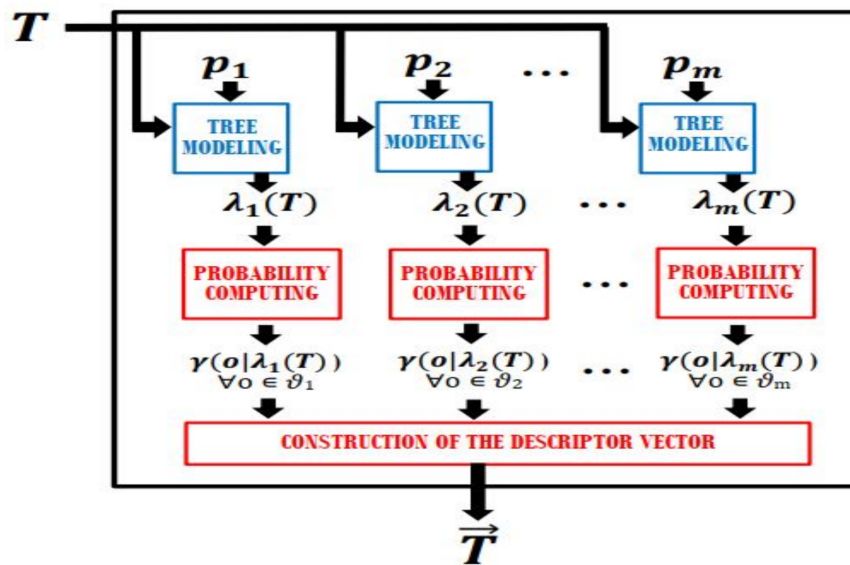 T
p₁ p₂ ... pₘ
TREE MODELING TREE MODELING TREE MODELING
λ₁(T) λ₂(T) ... λₘ(T)
PROBABILITY COMPUTING PROBABILITY COMPUTING ... PROBABILITY COMPUTING
γ(o|λ₁(T)) γ(o|λ₂(T)) ... γ(o|λₘ(T))
∀o ∈ ϑ₁ ∀o ∈ ϑ₂ ∀o ∈ ϑₘ
CONSTRUCTION OF THE DESCRIPTOR VECTOR
T⃗